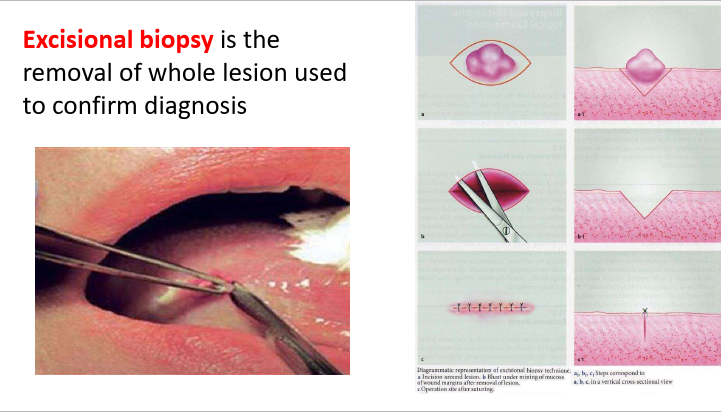 Excisional biopsy is the
removal of whole lesion used
to confirm diagnosis
a
a i
b
b i
c
c i
Diagrammatic representation of excisional biopsy technique.
a Incision around lesion. b Blunt under mining of mucosa
of wound margins after removal of lesion.
c Operation site after suturing.
a₁, b₁, c₁ Steps correspond to
a, b, c, in a vertical cross-sectional view